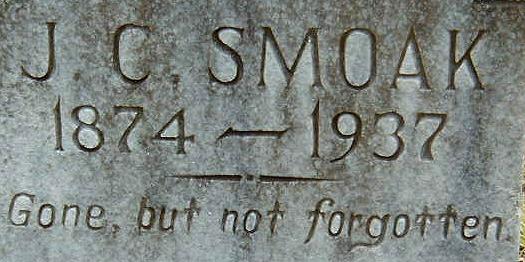 J. C. SMOAK
1874 — 1937
Gone, but not forgotten.